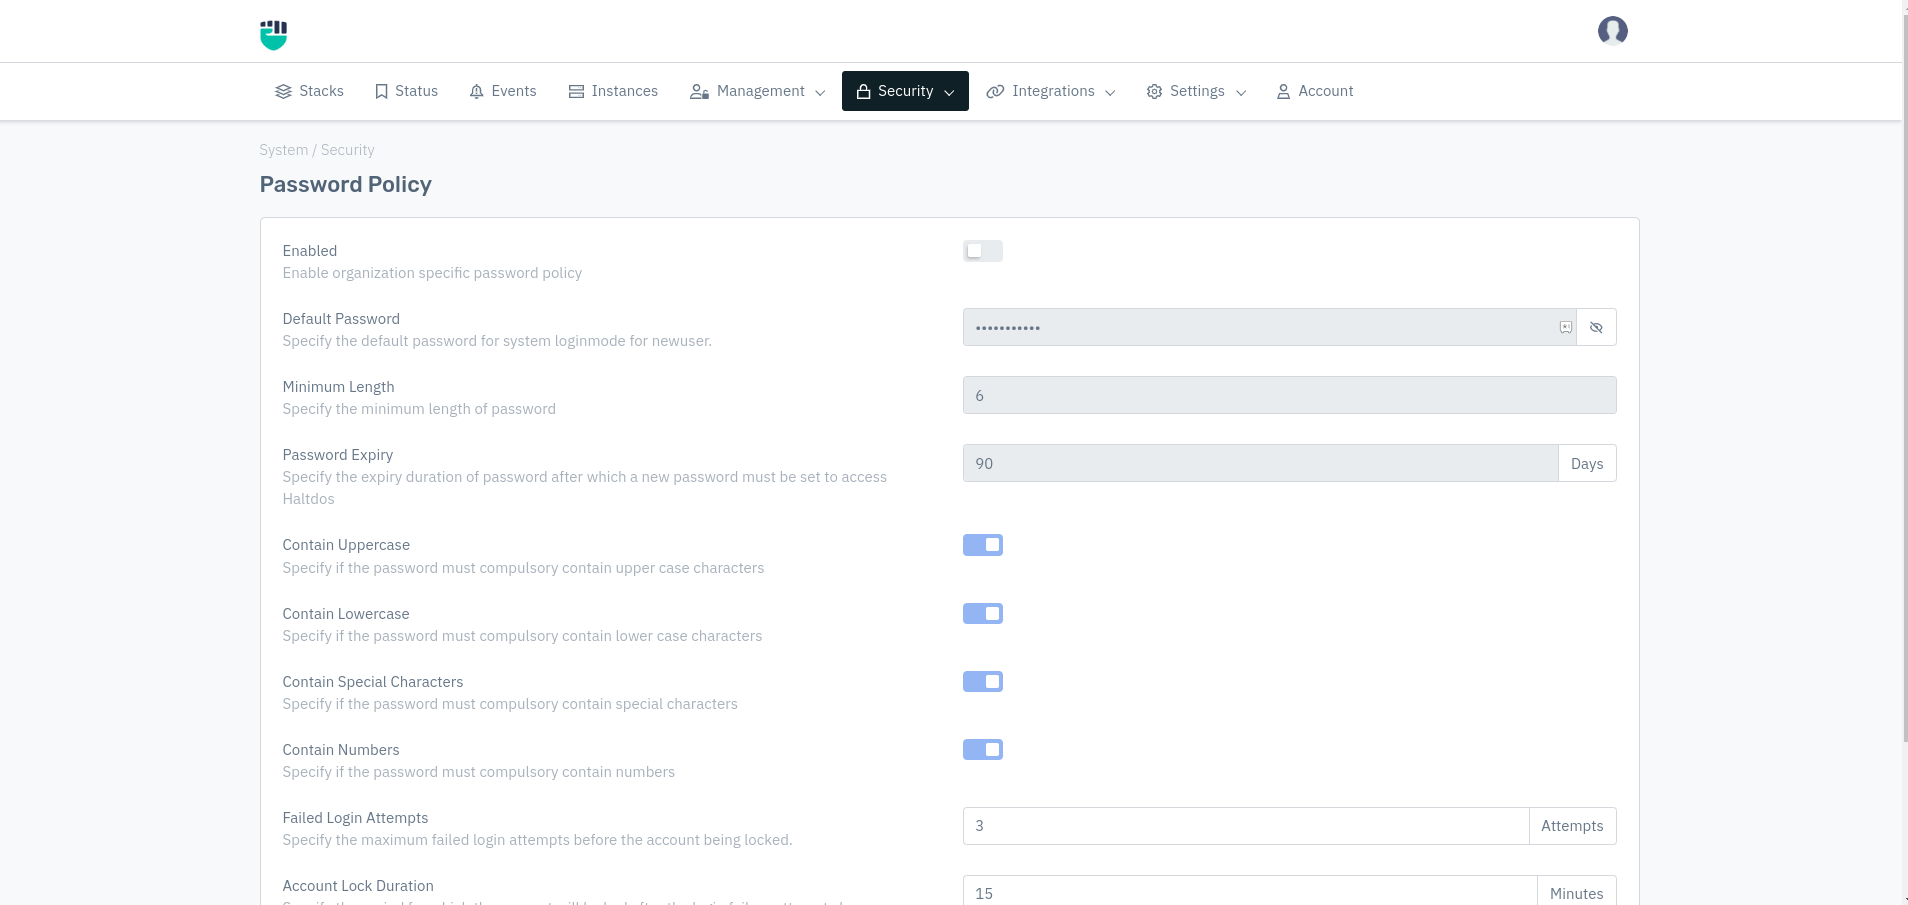 Stacks
Status
Events
Instances
Management
Security
Integrations
Settings
Account
System / Security
Password Policy
Enabled
Enable organization specific password policy
Default Password
Specify the default password for system loginmode for newuser.
•••••••••••
Minimum Length
Specify the minimum length of password
6
Password Expiry
Specify the expiry duration of password after which a new password must be set to access
Haltdos
90
Days
Contain Uppercase
Specify if the password must compulsory contain upper case characters
Contain Lowercase
Specify if the password must compulsory contain lower case characters
Contain Special Characters
Specify if the password must compulsory contain special characters
Contain Numbers
Specify if the password must compulsory contain numbers
Failed Login Attempts
Specify the maximum failed login attempts before the account being locked.
3
Attempts
Account Lock Duration
15
Minutes